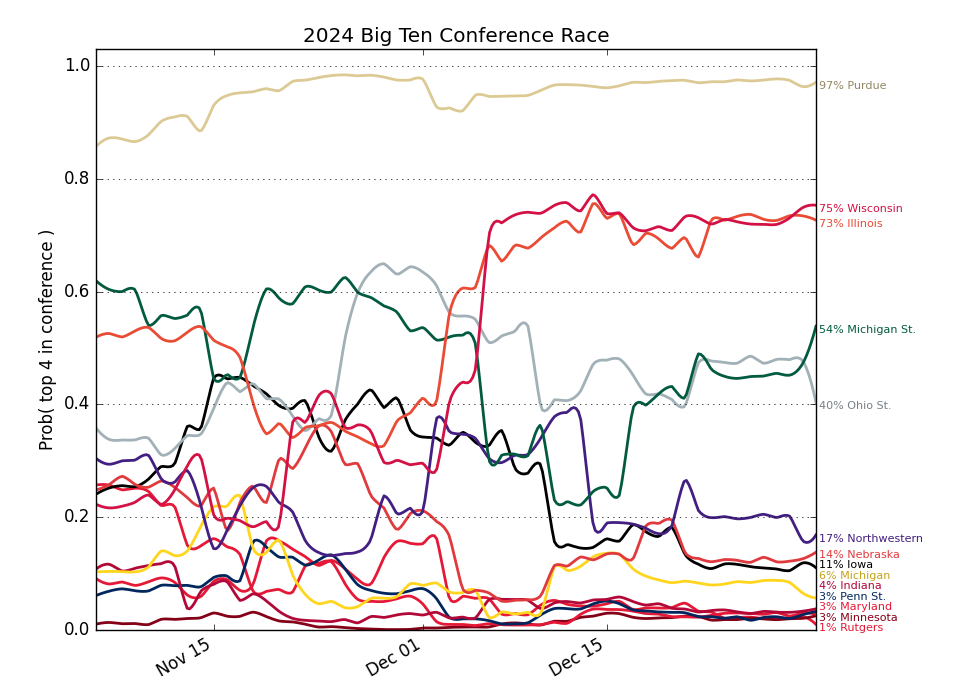 2024 Big Ten Conference Race
Prob( top 4 in conference )
1.0
0.8
0.6
0.4
0.2
0.0
Nov 15
Dec 01
Dec 15
97% Purdue
75% Wisconsin
73% Illinois
54% Michigan St.
40% Ohio St.
17% Northwestern
14% Nebraska
11% Iowa
6% Michigan
4% Indiana
3% Penn St.
3% Maryland
3% Minnesota
1% Rutgers